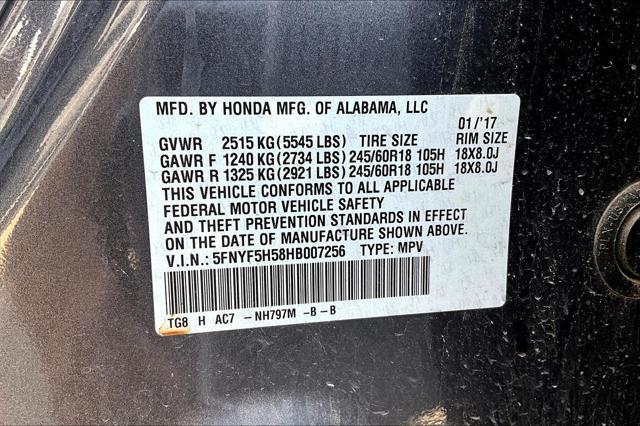 MFD. BY HONDA MFG. OF ALABAMA, LLC 01/'17
GVWR 2515 KG (5545 LBS) TIRE SIZE RIM SIZE
GAWR F 1240 KG (2734 LBS) 245/60R18 105H 18X8.0J
GAWR R 1325 KG (2921 LBS) 245/60R18 105H 18X8.0J
THIS VEHICLE CONFORMS TO ALL APPLICABLE
FEDERAL MOTOR VEHICLE SAFETY
AND THEFT PREVENTION STANDARDS IN EFFECT
ON THE DATE OF MANUFACTURE SHOWN ABOVE.
V.I.N.: 5FNYF5H58HB007256 TYPE: MPV
TG8 H AC7 -NH797M -B-B